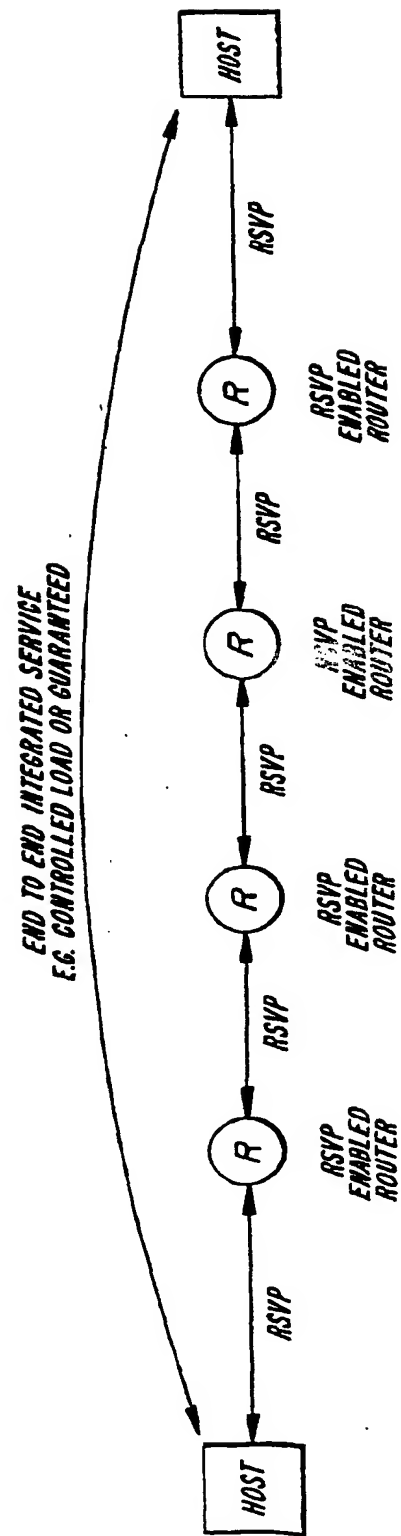 END TO END INTEGRATED SERVICE
E.G. CONTROLLED LOAD OR GUARANTEED
HOST
RSVP
R
RSVP
R
RSVP
R
RSVP
R
RSVP
HOST
RSVP
ENABLED
ROUTER
RSVP
ENABLED
ROUTER
RSVP
ENABLED
ROUTER
RSVP
ENABLED
ROUTER